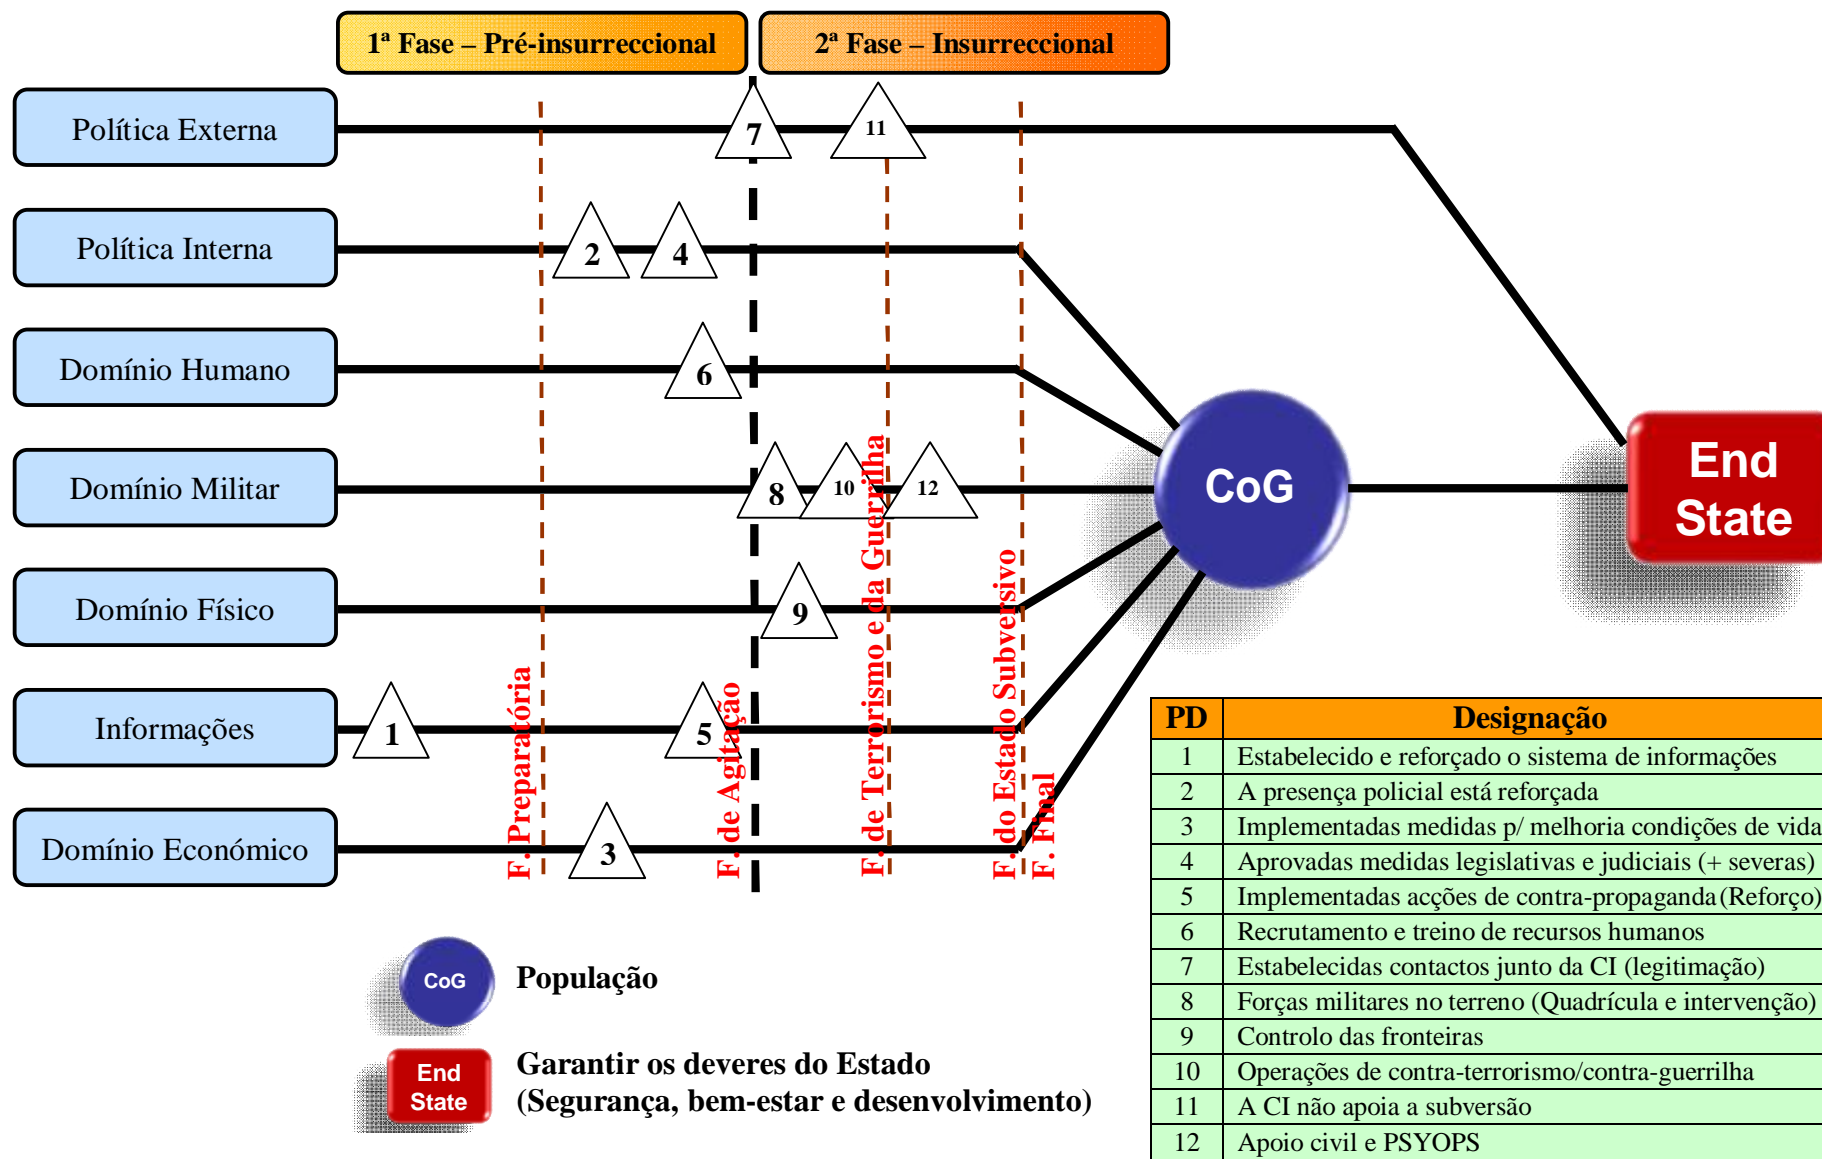 1ª Fase – Pré-insurreccional
2ª Fase – Insurreccional
Política Externa
7
11
Política Interna
2
4
Domínio Humano
6
Domínio Militar
8
10
12
CoG
End
State
Domínio Físico
9
Informações
1
5
Domínio Económico
3
F. Preparatória
F. de Agitação
F. de Terrorismo e da Guerrilha
F. do Estado Subversivo
F. Final
CoG
População
End
State
Garantir os deveres do Estado
(Segurança, bem-estar e desenvolvimento)
PD Designação
1 Estabelecido e reforçado o sistema de informações
2 A presença policial está reforçada
3 Implementadas medidas p/ melhoria condições de vida
4 Aprovadas medidas legislativas e judiciais (+ severas)
5 Implementadas acções de contra-propaganda (Reforço)
6 Recrutamento e treino de recursos humanos
7 Estabelecidas contactos junto da CI (legitimação)
8 Forças militares no terreno (Quadrícula e intervenção)
9 Controlo das fronteiras
10 Operações de contra-terrorismo/contra-guerrilha
11 A CI não apoia a subversão
12 Apoio civil e PSYOPS